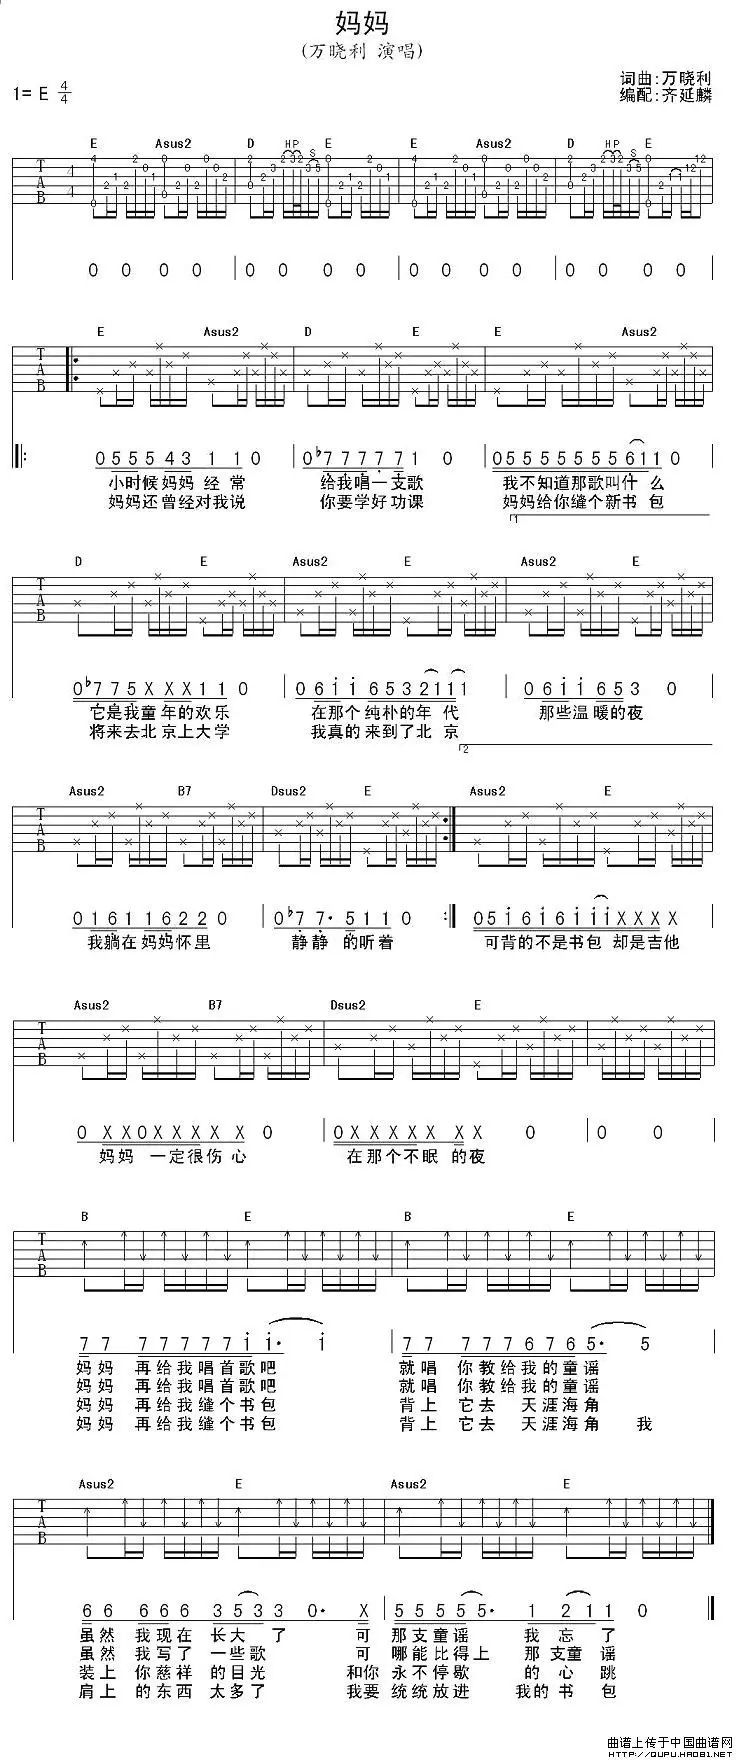 妈妈
(万晓利 演唱)
词曲:万晓利
1= E 4/4
编配:齐延麟
E Asus2 D HP S E E Asus2 D HP S E
0 0 0 0 0 0 0 0 0 0 0 0 0 0 0 0
E Asus2 D E E Asus2
0 5 5 5 4 3 1 1 0 0 ♭7 7 7 7 7 1 0 0 5 5 5 5 5 5 5 6 1 1 0
小时候妈妈 经常 给我唱一支歌 我不知道那歌叫什么
妈妈还曾经对我说 你要学好功课 妈妈给你缝个新书包
1
D E Asus2 E Asus2 E
0 ♭7 7 5 X X X 1 1 0 0 6 1 1 6 5 3 2 1 1 1 0 6 1 1 6 5 3 0
它是我童年的欢乐 在那个纯朴的年代 那些温暖的夜
将来去北京上大学 我真的来到了北京
2
Asus2 B7 Dsus2 E Asus2 E
0 1 6 1 1 6 2 2 0 0 ♭7 7· 5 1 1 0 0 5 1 6 1 6 1 1 1 X X X X
我躺在妈妈怀里 静静 的听着 可背的不是书包 却是吉他
Asus2 B7 Dsus2 E
0 X X 0 X X X X X 0 0 X X X X X X X 0 0 0 0
妈妈 一定很伤心 在那个不眠 的夜
B E B E
7 7 7 7 7 7 7 1 1· 1 7 7 7 7 7 6 7 6 5· 5
妈妈 再给我唱首歌吧 就唱 你教给我的童谣
妈妈 再给我唱首歌吧 就唱 你教给我的童谣
妈妈 再给我缝个书包 背上 它去 天涯海角
妈妈 再给我缝个书包 背上 它去 天涯海角 我
Asus2 E Asus2 E
6 6 6 6 6 3 5 3 3 0· X 5 5 5 5 5· 1 2 1 1 0
虽然 我现在 长大 了 可 那支童谣 我 忘了
虽然 我写了 一些歌 可 哪能比得上 那 支童 谣
装上 你慈祥 的目光 和你 永不停歇 的 心 跳
肩上 的东西 太多了 我要 统统放进 我的 书 包
曲谱上传于中国曲谱网
http://QUPU.HAO81.NET